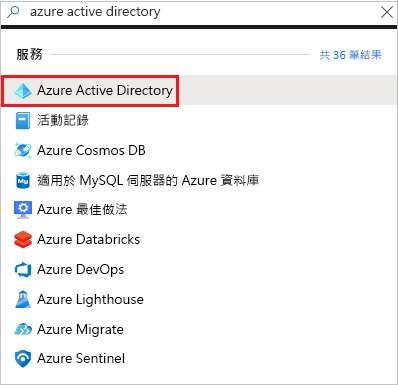 azure active directory
服務
共 36 筆結果
Azure Active Directory
活動記錄
Azure Cosmos DB
適用於 MySQL 伺服器的 Azure 資料庫
Azure 最佳做法
Azure Databricks
Azure DevOps
Azure Lighthouse
Azure Migrate
Azure Sentinel